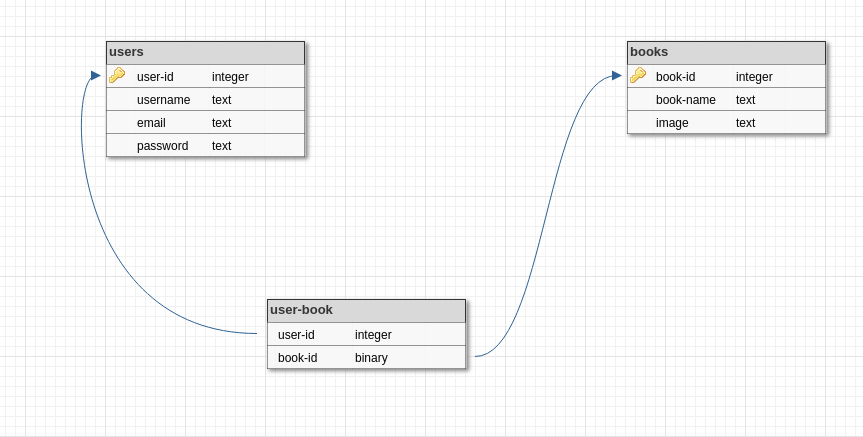 users
user-id integer
username text
email text
password text
books
book-id integer
book-name text
image text
user-book
user-id integer
book-id binary